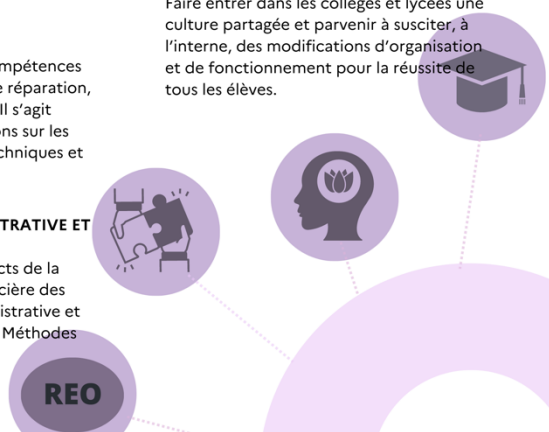 Faire entrer dans les collèges et lycées une
culture partagée et parvenir à susciter, à
l'interne, des modifications d'organisation
et de fonctionnement pour la réussite de
tous les élèves.
mpétences
réparation,
Il s'agit
ns sur les
chniques et
TRATIVE ET
cts de la
cière des
istrative et
Méthodes
REO